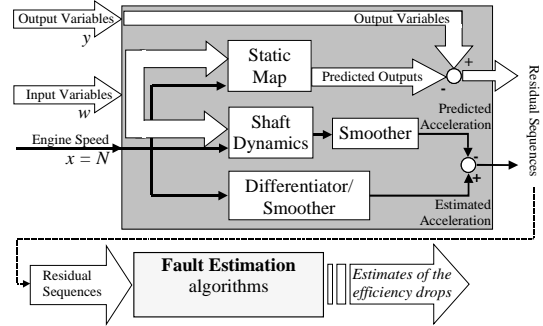 Output Variables
y
Output Variables
Input Variables
w
Engine Speed
x = N
Static
Map
Predicted Outputs
+
-
Shaft
Dynamics
Smoother
Predicted
Acceleration
-
+
Differentiator/
Smoother
Estimated
Acceleration
Residual Sequences
Residual
Sequences
Fault Estimation
algorithms
Estimates of the
efficiency drops